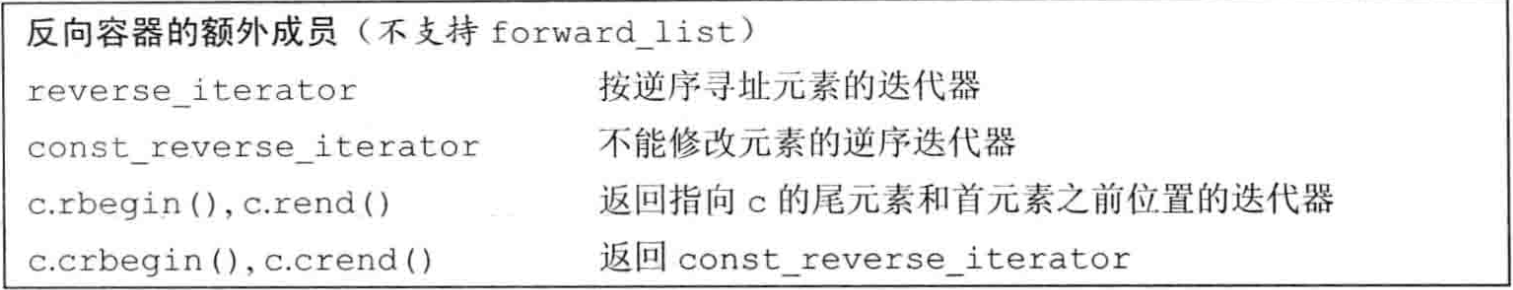 反向容器的额外成员（不支持 forward_list）
reverse_iterator 按逆序寻址元素的迭代器
const_reverse_iterator 不能修改元素的逆序迭代器
c.rbegin(),c.rend() 返回指向 c 的尾元素和首元素之前位置的迭代器
c.crbegin(),c.crend() 返回 const_reverse_iterator